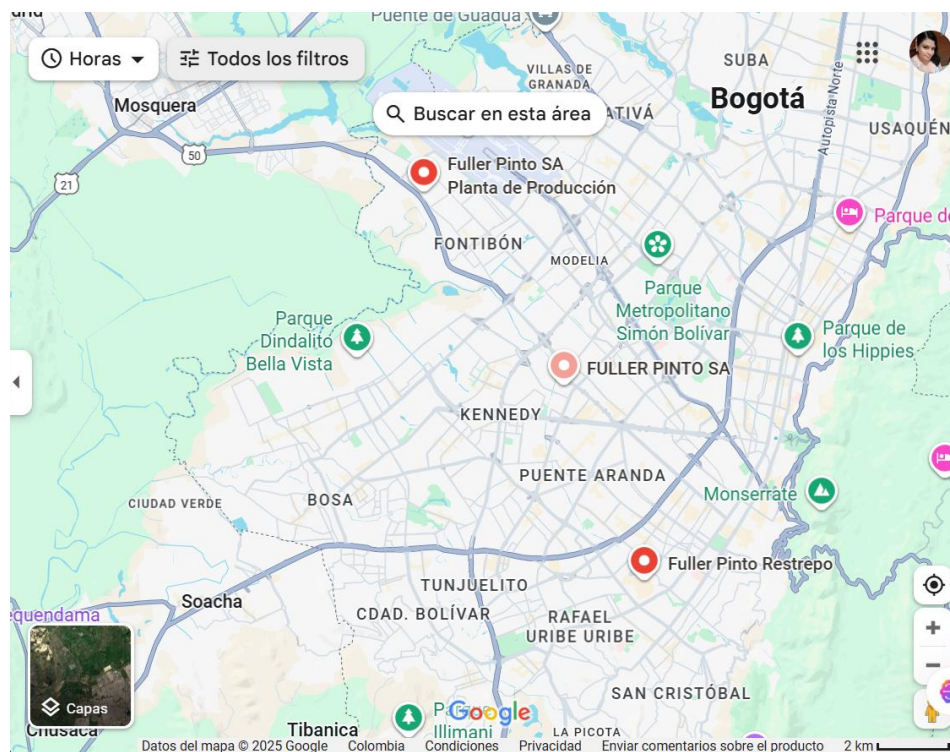 Puente de Guadua
Horas
Todos los filtros
VILLAS DE
GRANADA
SUBA
Mosquera
Bogotá
Buscar en esta área
Autopista Norte
USAQUÉN
50
Fuller Pinto SA
Planta de Producción
21
Parque de
FONTIBÓN
MODELIA
Parque
Metropolitano
Simón Bolívar
Parque
Dindalito
Bella Vista
Parque de
los Hippies
FULLER PINTO SA
KENNEDY
PUENTE ARANDA
Monserrate
BOSA
CIUDAD VERDE
Fuller Pinto Restrepo
TUNJUELITO
Soacha
CDAD. BOLÍVAR
RAFAEL
URIBE URIBE
SAN CRISTÓBAL
Capas
Google
Illimani
Tibanica
LA PICOTA
Datos del mapa © 2025 Google Colombia Condiciones Privacidad Enviar comentarios sobre el producto 2 km